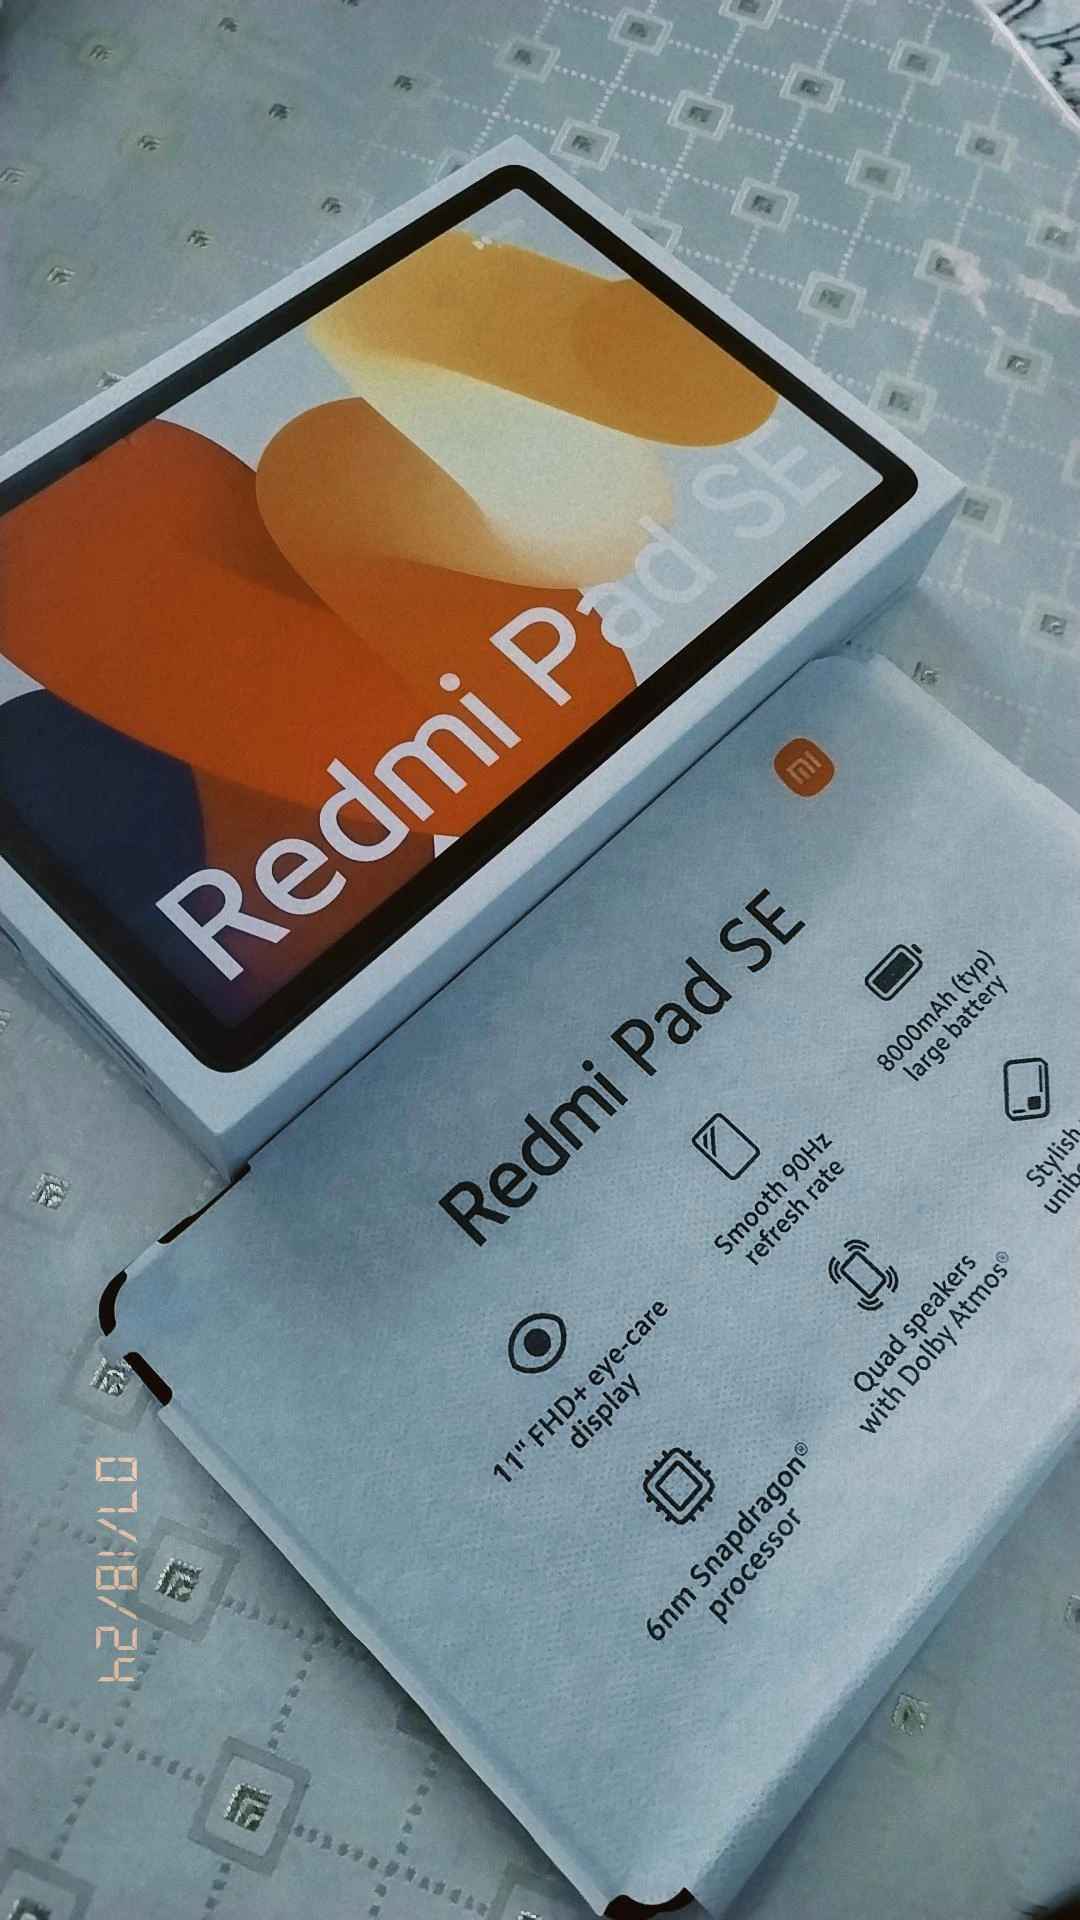 Redmi Pad SE
mi
Redmi Pad SE
11" FHD+ eye-care
display
Smooth 90Hz
refresh rate
8000mAh (typ)
large battery
6nm Snapdragon®
processor
Quad speakers
with Dolby Atmos®
Stylish
07/18/24